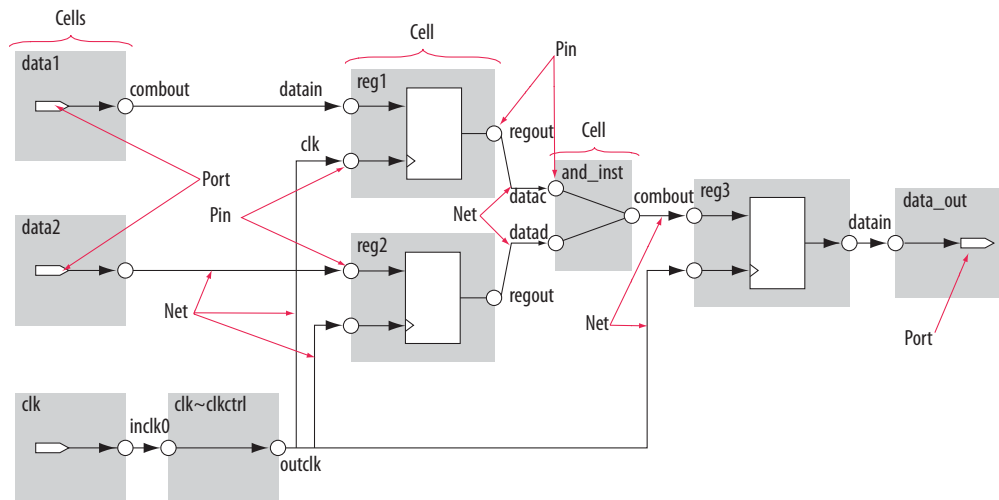 Cells
Cell
Pin
data1
reg1
combout
datain
regout
clk
Cell
and_inst
Port
Pin
Net
datac
combout
reg3
data_out
data2
reg2
datad
datain
regout
Net
Net
Port
clk
clk~clkctrl
inclk0
outclk